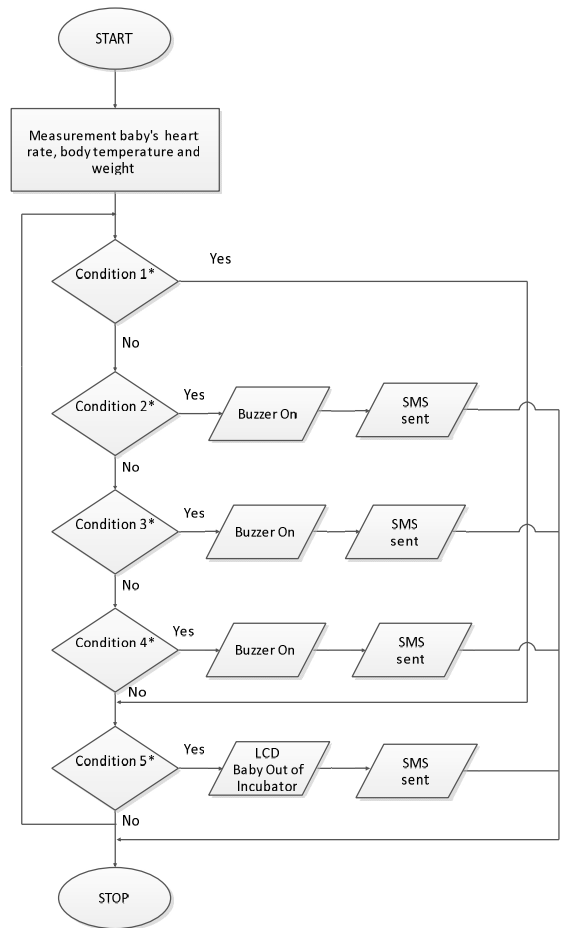 START
Measurement baby's heart
rate, body temperature and
weight
Yes
Condition 1*
No
Condition 2*
Yes
Buzzer On
SMS
sent
No
Condition 3*
Yes
Buzzer On
SMS
sent
No
Condition 4*
Yes
Buzzer On
SMS
sent
No
Condition 5*
Yes
LCD
Baby Out of
Incubator
SMS
sent
No
STOP